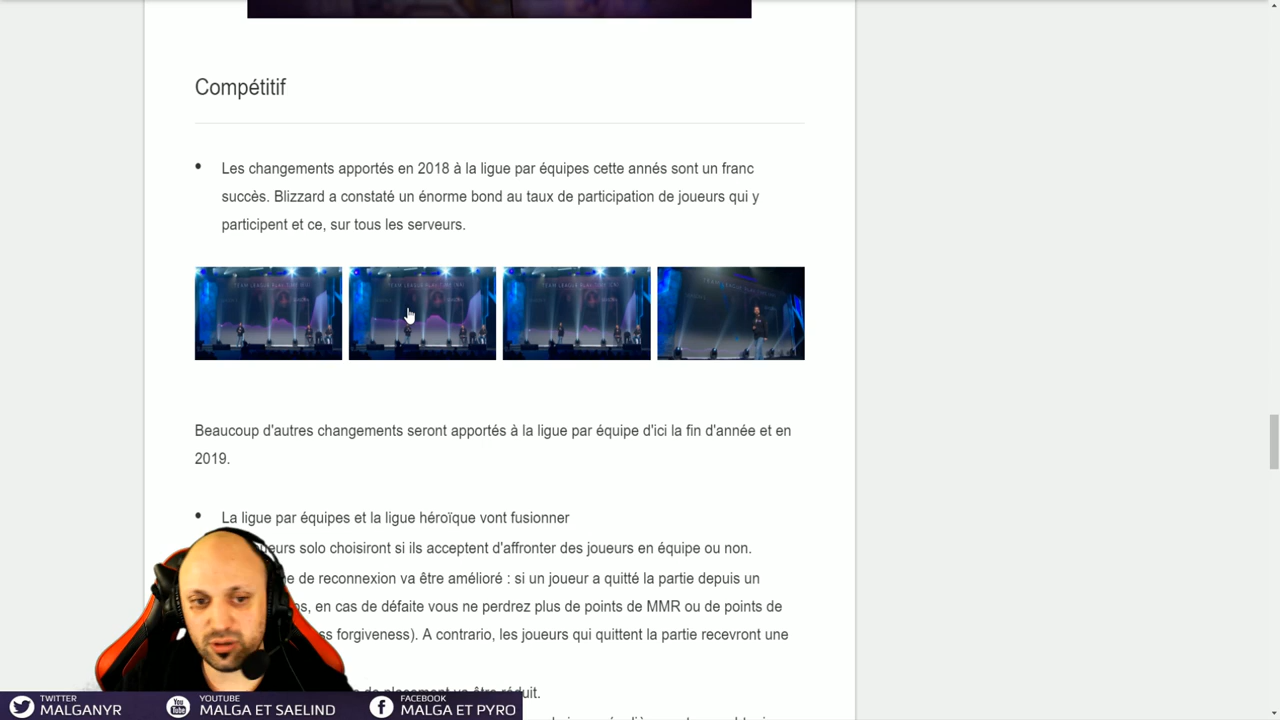 Compétitif
Les changements apportés en 2018 à la ligue par équipes cette annés sont un franc
succès. Blizzard a constaté un énorme bond au taux de participation de joueurs qui y
participent et ce, sur tous les serveurs.
Beaucoup d'autres changements seront apportés à la ligue par équipe d'ici la fin d'année et en
2019.
La ligue par équipes et la ligue héroïque vont fusionner
solo choisiront si ils acceptent d'affronter des joueurs en équipe ou non.
de reconnexion va être amélioré : si un joueur a quitté la partie depuis un
en cas de défaite vous ne perdrez plus de points de MMR ou de points de
forgiveness). A contrario, les joueurs qui quittent la partie recevront une
de placement va être réduit.
TWITTER
MALGANYR
YOUTUBE
MALGA ET SAELIND
FACEBOOK
MALGA ET PYRO